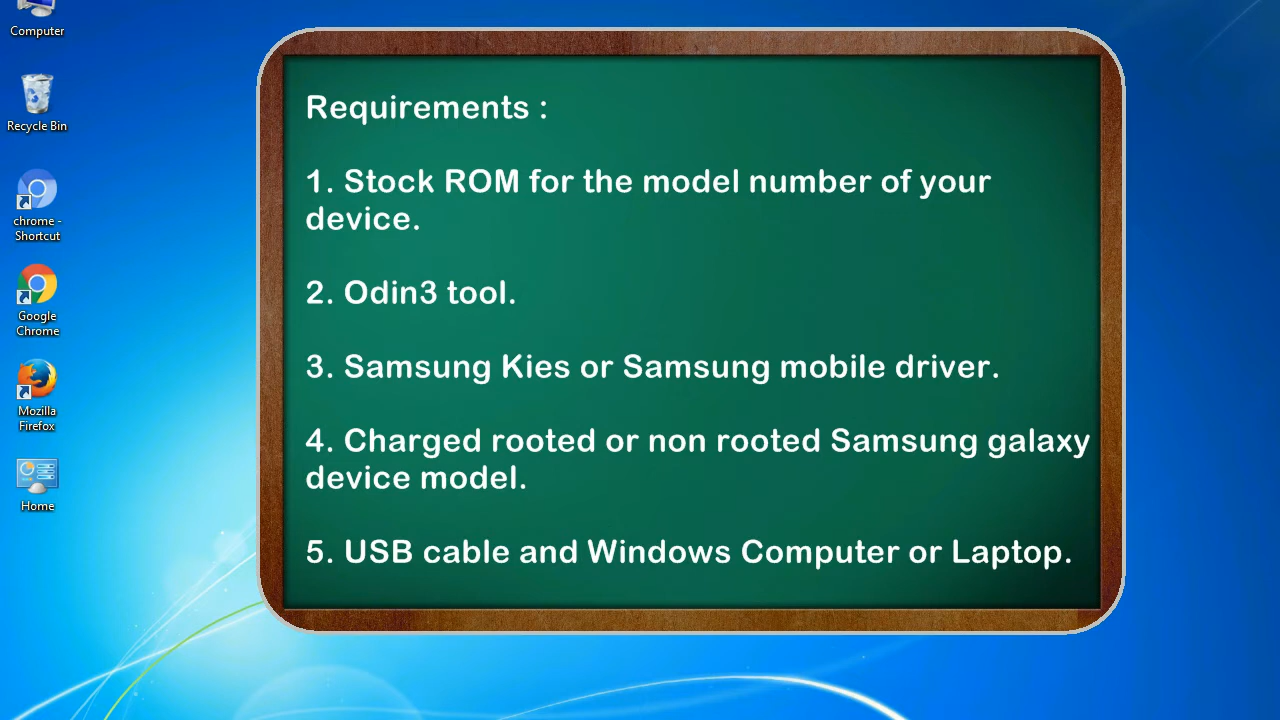 Computer
Recycle Bin
chrome -
Shortcut
Google
Chrome
Mozilla
Firefox
Home
Requirements :
1. Stock ROM for the model number of your
device.
2. Odin3 tool.
3. Samsung Kies or Samsung mobile driver.
4. Charged rooted or non rooted Samsung galaxy
device model.
5. USB cable and Windows Computer or Laptop.